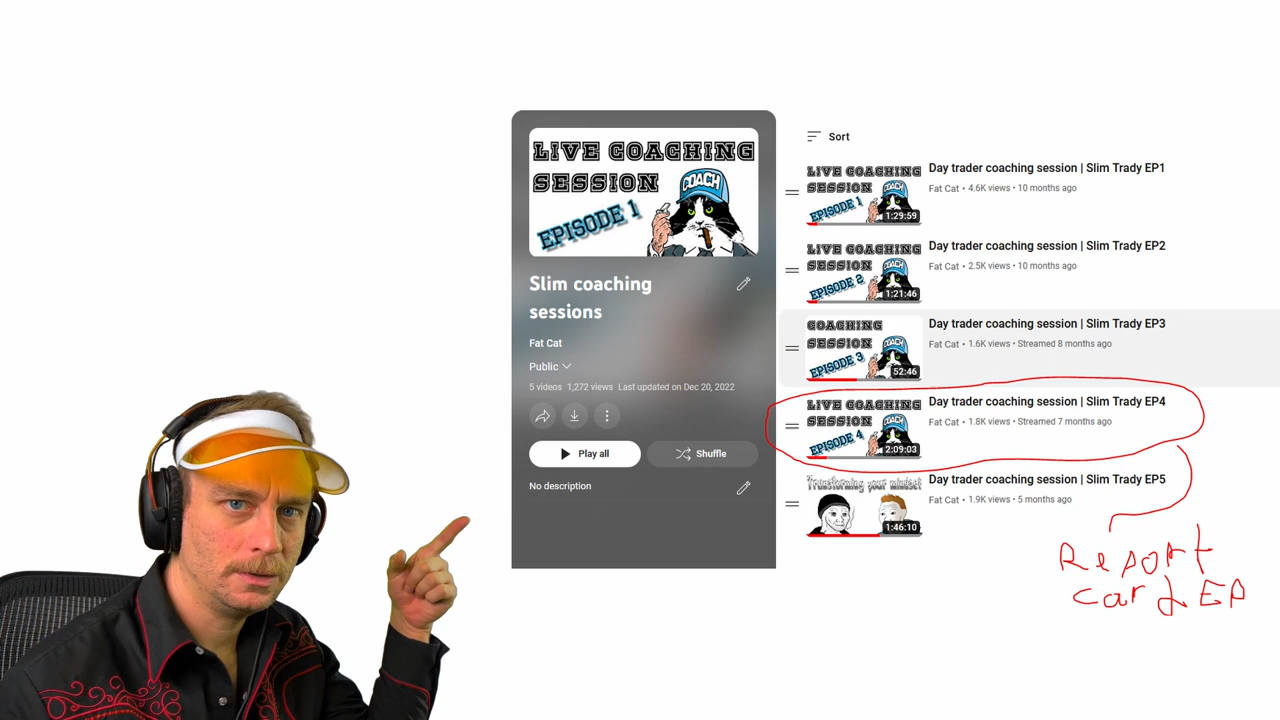 LIVE COACHING
SESSION
COACH
EPISODE 1
Slim coaching
sessions
Fat Cat
Public
5 videos 1,272 views Last updated on Dec 20, 2022
Play all
Shuffle
No description
Sort
LIVE COACHING
SESSION
COACH
EPISODE 1
1:29:59
Day trader coaching session | Slim Trady EP1
Fat Cat • 4.6K views • 10 months ago
LIVE COACHING
SESSION
COACH
EPISODE 2
1:21:46
Day trader coaching session | Slim Trady EP2
Fat Cat • 2.5K views • 10 months ago
COACHING
SESSION
COACH
EPISODE 3
52:46
Day trader coaching session | Slim Trady EP3
Fat Cat • 1.6K views • Streamed 8 months ago
LIVE COACHING
SESSION
COACH
EPISODE 4
2:09:03
Day trader coaching session | Slim Trady EP4
Fat Cat • 1.8K views • Streamed 7 months ago
Transforming your mindset
1:46:10
Day trader coaching session | Slim Trady EP5
Fat Cat • 1.9K views • 5 months ago
Report
card EP